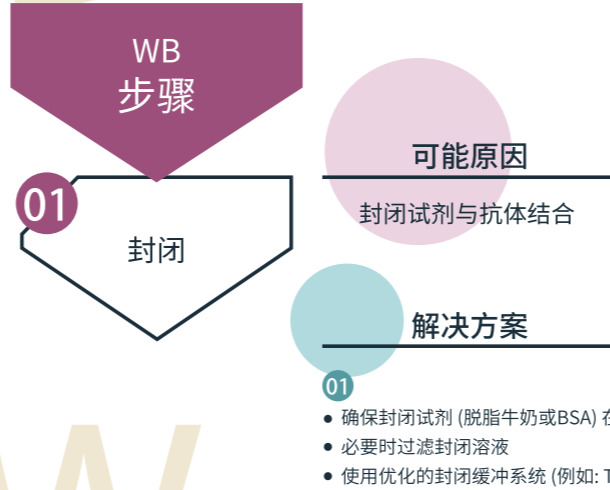 WB
步骤
01
封闭
可能原因
封闭试剂与抗体结合
解决方案
01
• 确保封闭试剂 (脱脂牛奶或BSA) 在
• 必要时过滤封闭溶液
• 使用优化的封闭缓冲系统 (例如: T
W